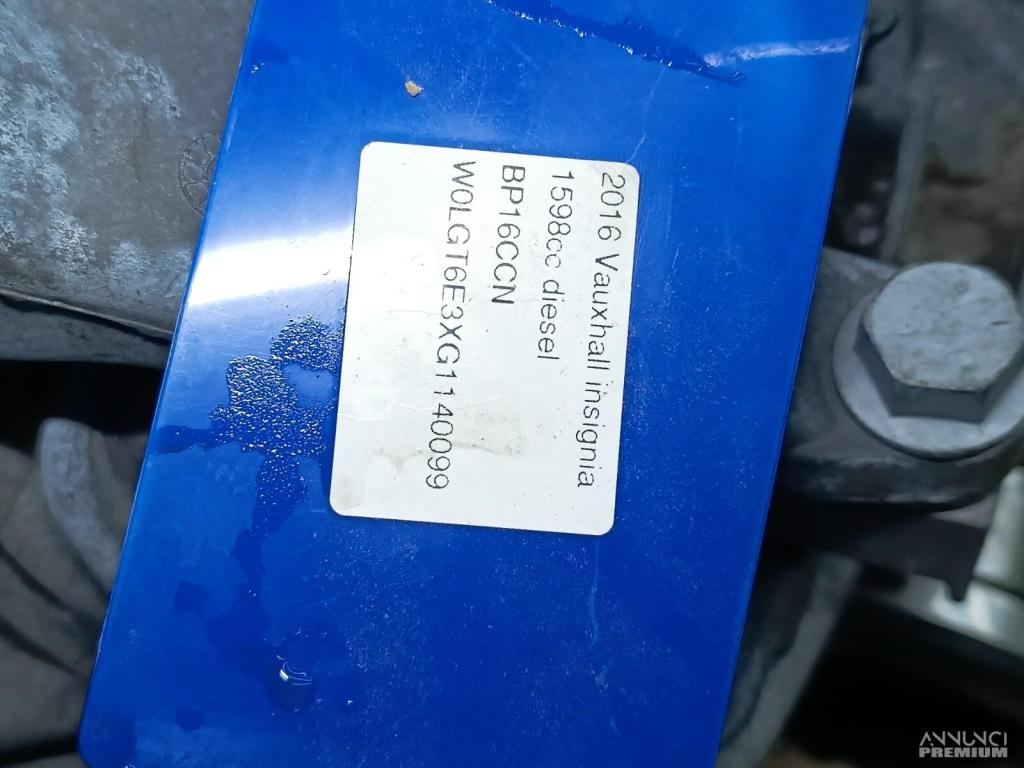 2016 Vauxhall insignia
1598cc diesel
BP16CCN
W0LGT6E3XG1140099
ANNUNCI
PREMIUM